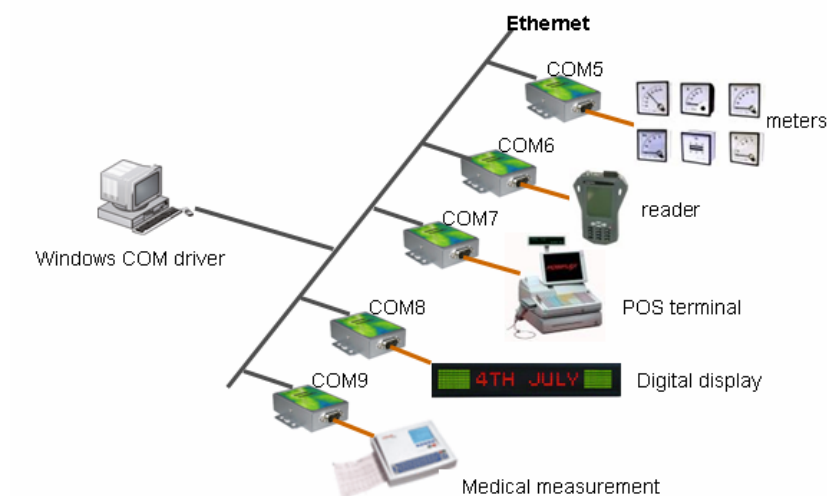 Ethernet
COM5
meters
COM6
reader
COM7
Windows COM driver
POS terminal
COM8
4TH JULY
Digital display
COM9
Medical measurement